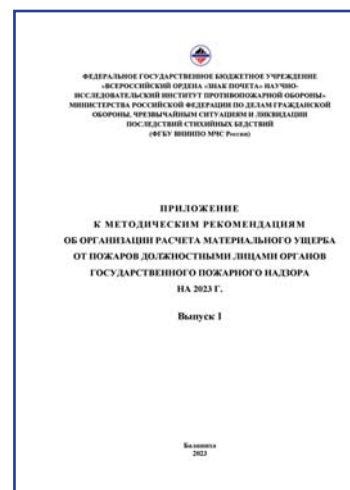 ФЕДЕРАЛЬНОЕ ГОСУДАРСТВЕННОЕ БЮДЖЕТНОЕ УЧРЕЖДЕНИЕ
«ВСЕРОССИЙСКИЙ ОРДЕНА «ЗНАК ПОЧЕТА» НАУЧНО-
ИССЛЕДОВАТЕЛЬСКИЙ ИНСТИТУТ ПРОТИВОПОЖАРНОЙ ОБОРОНЫ»
МИНИСТЕРСТВА РОССИЙСКОЙ ФЕДЕРАЦИИ ПО ДЕЛАМ ГРАЖДАНСКОЙ
ОБОРОНЫ, ЧРЕЗВЫЧАЙНЫМ СИТУАЦИЯМ И ЛИКВИДАЦИИ
ПОСЛЕДСТВИЙ СТИХИЙНЫХ БЕДСТВИЙ
(ФГБУ ВНИИПО МЧС России)
ПРИЛОЖЕНИЕ
К МЕТОДИЧЕСКИМ РЕКОМЕНДАЦИЯМ
ОБ ОРГАНИЗАЦИИ РАСЧЕТА МАТЕРИАЛЬНОГО УЩЕРБА
ОТ ПОЖАРОВ ДОЛЖНОСТНЫМИ ЛИЦАМИ ОРГАНОВ
ГОСУДАРСТВЕННОГО ПОЖАРНОГО НАДЗОРА
НА 2023 Г.
Выпуск 1
Балашиха
2023